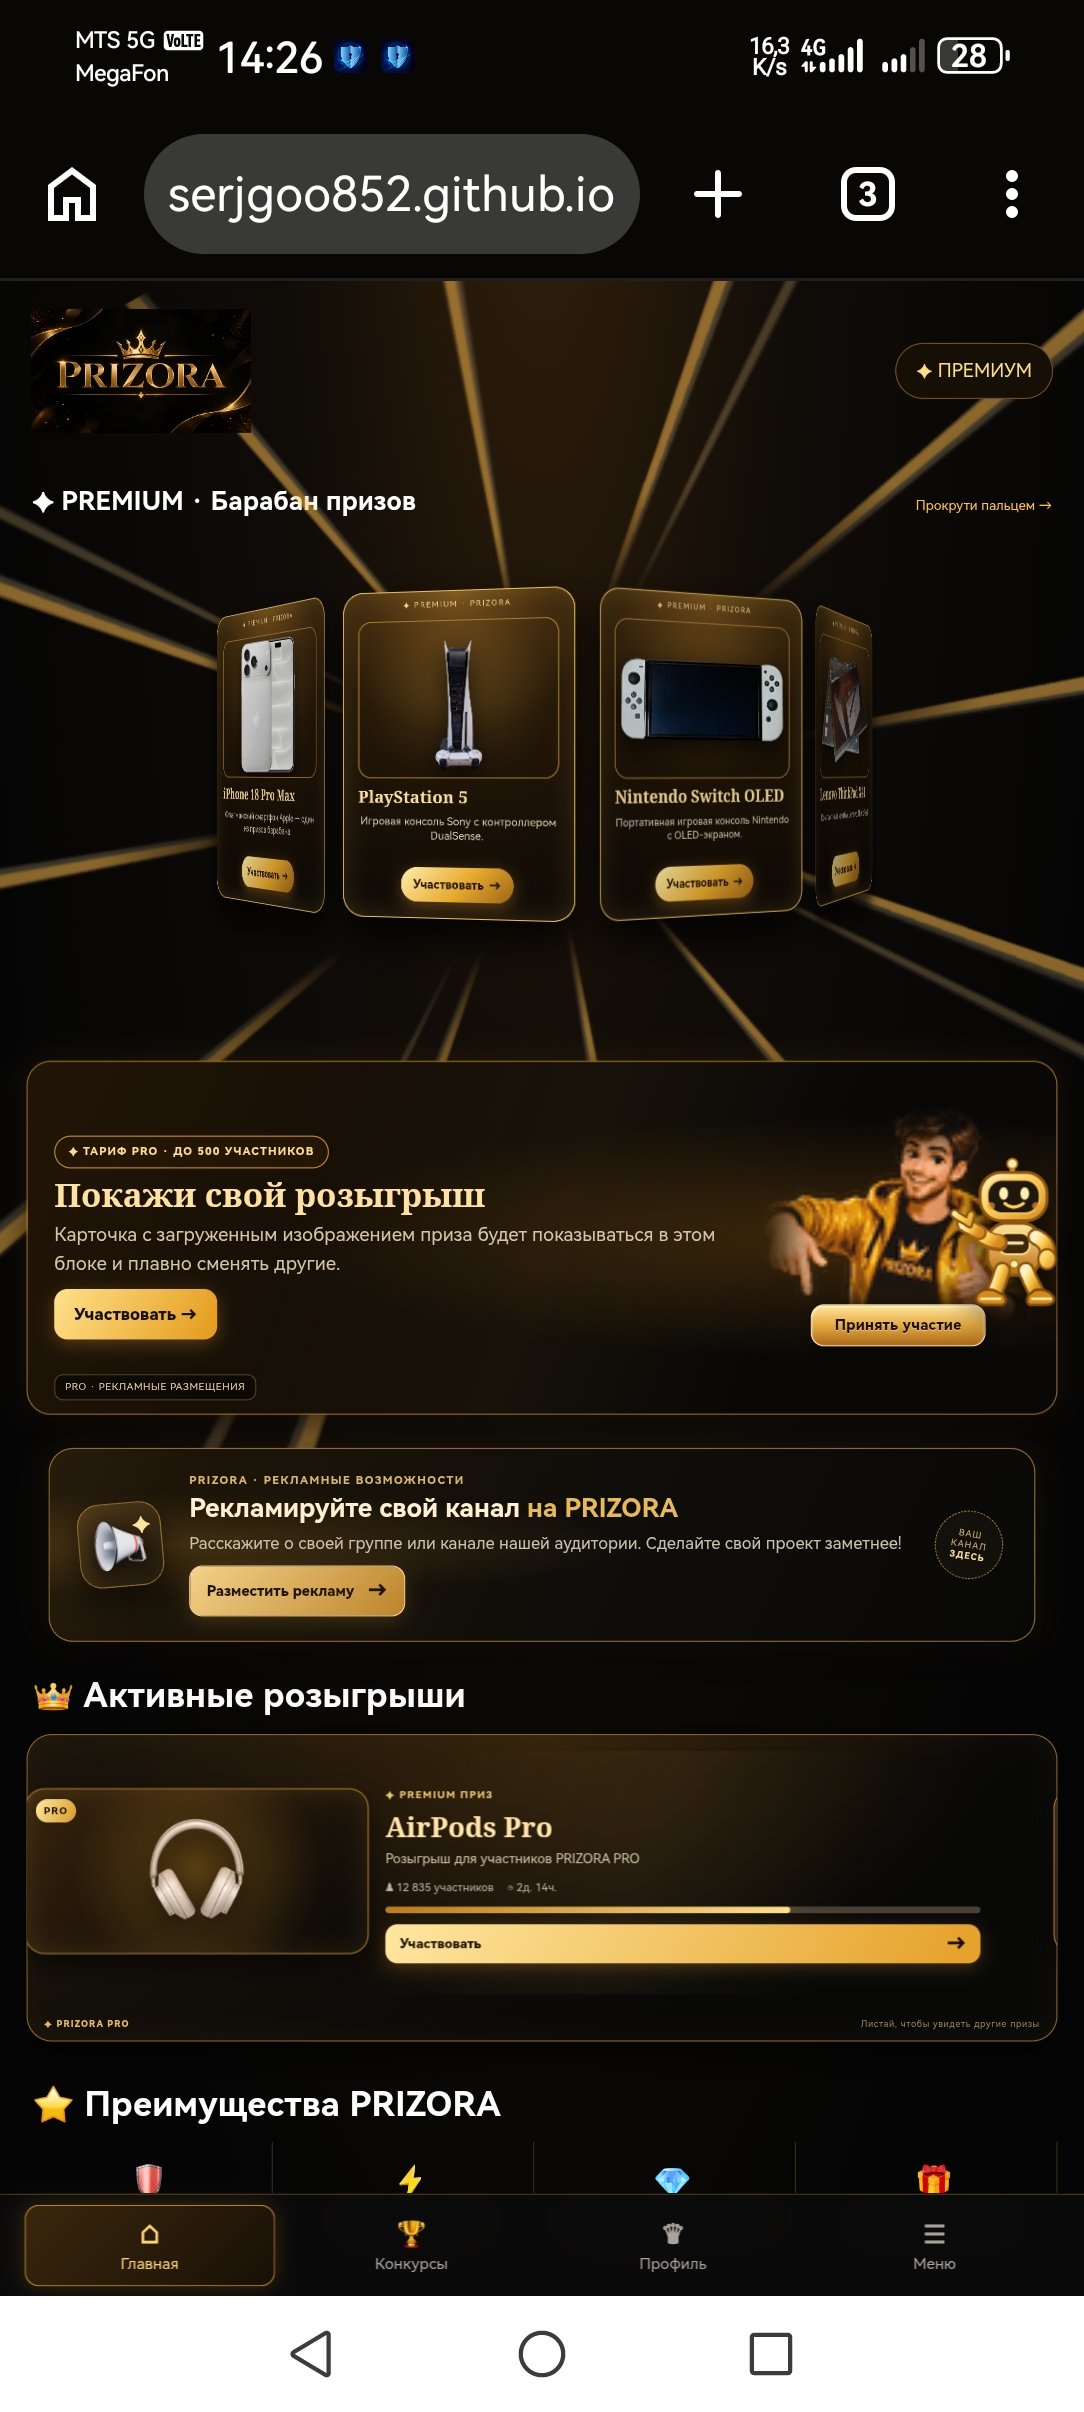 MTS 5G VoLTE
MegaFon
14:26
16,3 K/s
4G
28
serjgoo852.github.io
3
PRIZORA
✦ ПРЕМИУМ
✦ PREMIUM · Барабан призов
Прокрути пальцем →
✦ PREMIUM · PRIZORA
iPhone 18 Pro Max
Участвовать →
✦ PREMIUM · PRIZORA
PlayStation 5
Игровая консоль Sony с контроллером
DualSense.
Участвовать →
✦ PREMIUM · PRIZORA
Nintendo Switch OLED
Портативная игровая консоль Nintendo
с OLED-экраном.
Участвовать →
Lenovo ThinkPad
✦ ТАРИФ PRO · ДО 500 УЧАСТНИКОВ
Покажи свой розыгрыш
Карточка с загруженным изображением приза будет показываться в этом
блоке и плавно сменять другие.
Участвовать →
PRIZORA
Принять участие
PRO · РЕКЛАМНЫЕ РАЗМЕЩЕНИЯ
PRIZORA · РЕКЛАМНЫЕ ВОЗМОЖНОСТИ
Рекламируйте свой канал на PRIZORA
Расскажите о своей группе или канале нашей аудитории. Сделайте свой проект заметнее!
Разместить рекламу →
ВАШ
КАНАЛ
ЗДЕСЬ
Активные розыгрыши
PRO
✦ PREMIUM ПРИЗ
AirPods Pro
Розыгрыш для участников PRIZORA PRO
12 835 участников
2д. 14ч.
Участвовать →
✦ PRIZORA PRO
Листай, чтобы увидеть другие призы
Преимущества PRIZORA
Главная
Конкурсы
Профиль
Меню